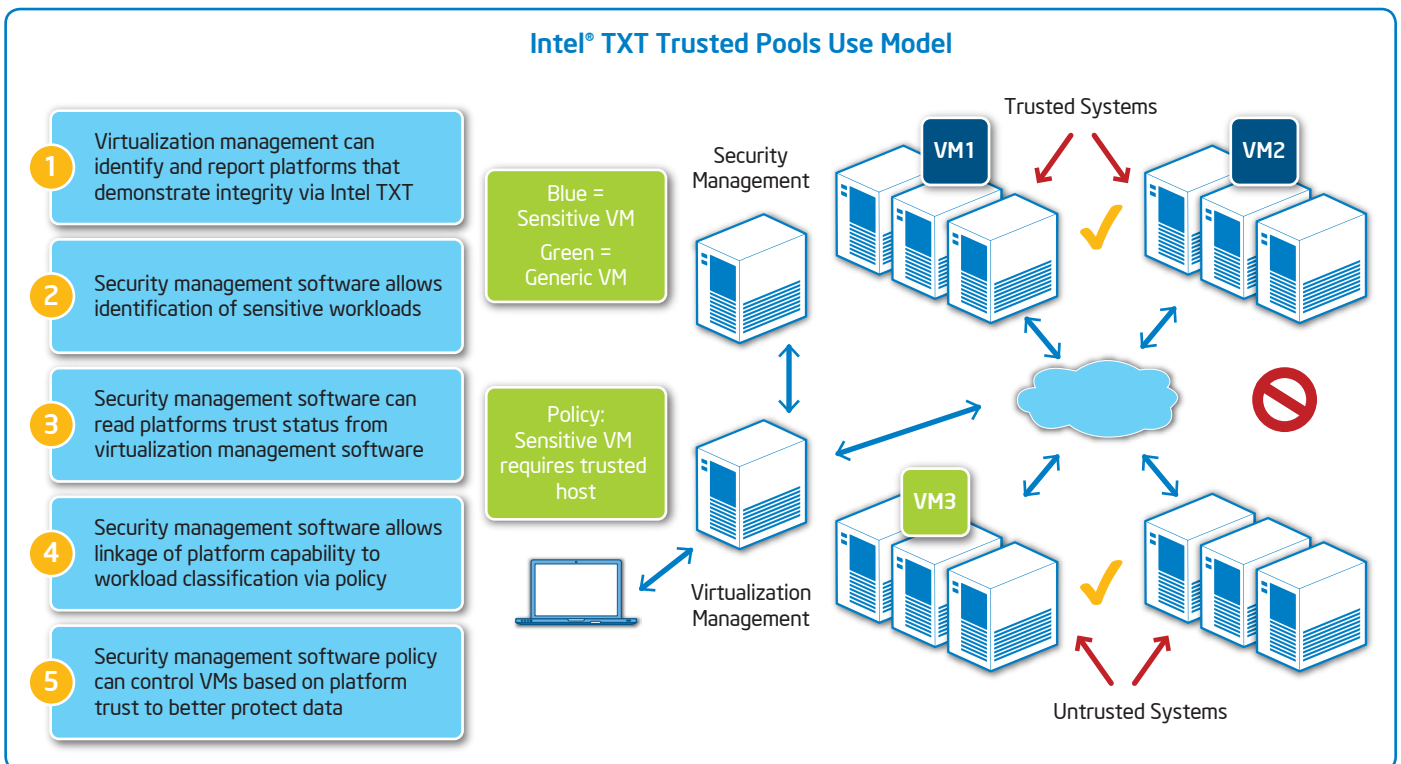 Intel® TXT Trusted Pools Use Model
1
Virtualization management can
identify and report platforms that
demonstrate integrity via Intel TXT
2
Security management software allows
identification of sensitive workloads
3
Security management software can
read platforms trust status from
virtualization management software
4
Security management software allows
linkage of platform capability to
workload classification via policy
5
Security management software policy
can control VMs based on platform
trust to better protect data
Blue =
Sensitive VM
Green =
Generic VM
Policy:
Sensitive VM
requires trusted
host
Security
Management
Virtualization
Management
Trusted Systems
VM1
VM2
VM3
Untrusted Systems